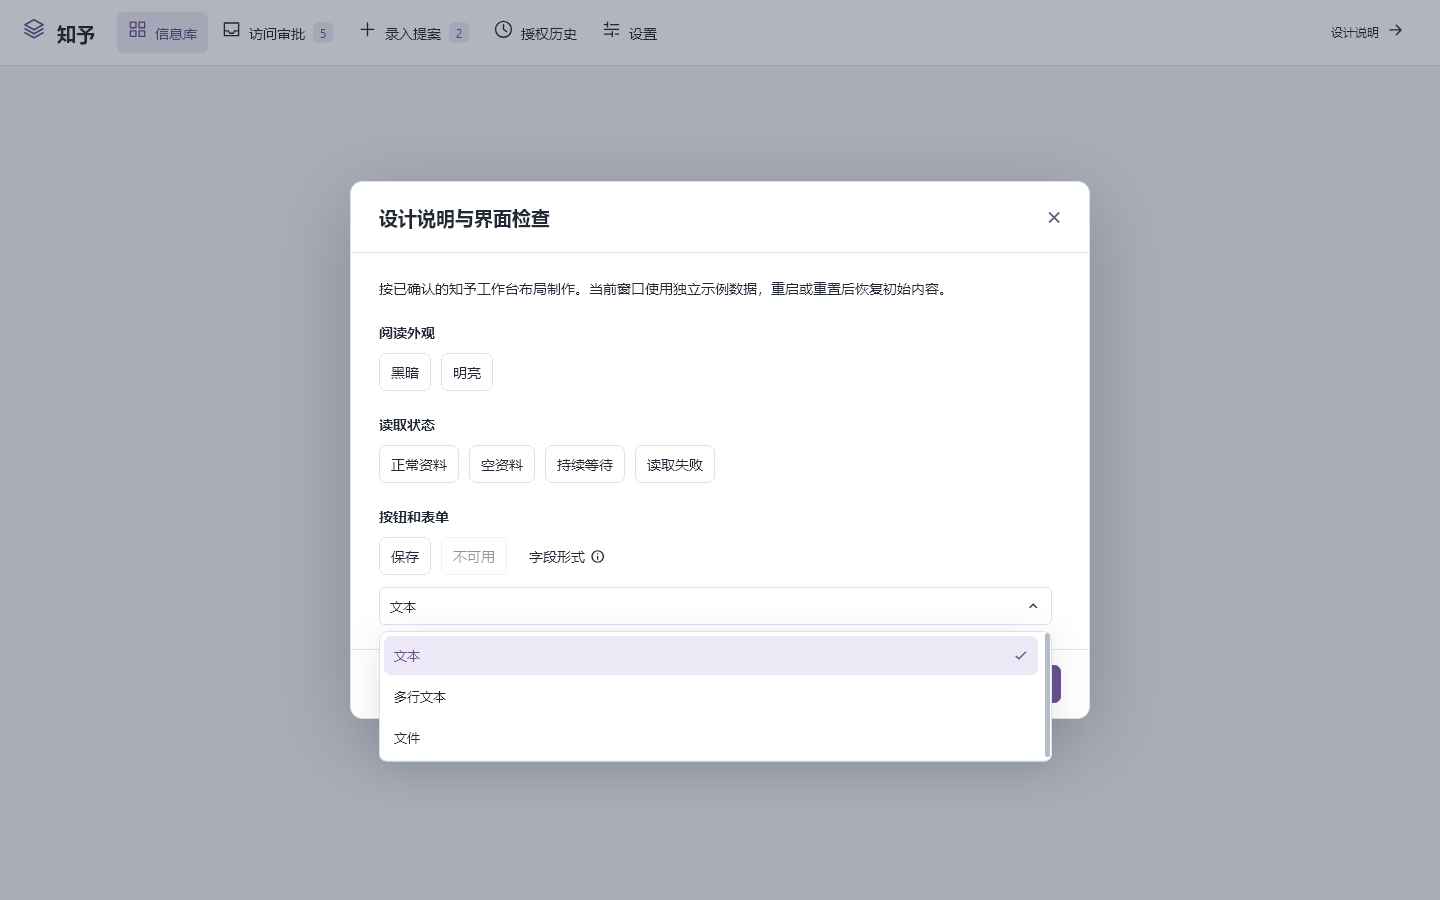 知予
信息库
访问审批 5
录入提案 2
授权历史
设置
设计说明
设计说明与界面检查
按已确认的知予工作台布局制作。当前窗口使用独立示例数据，重启或重置后恢复初始内容。
阅读外观
黑暗 明亮
读取状态
正常资料 空资料 持续等待 读取失败
按钮和表单
保存 不可用 字段形式
文本
文本
多行文本
文件